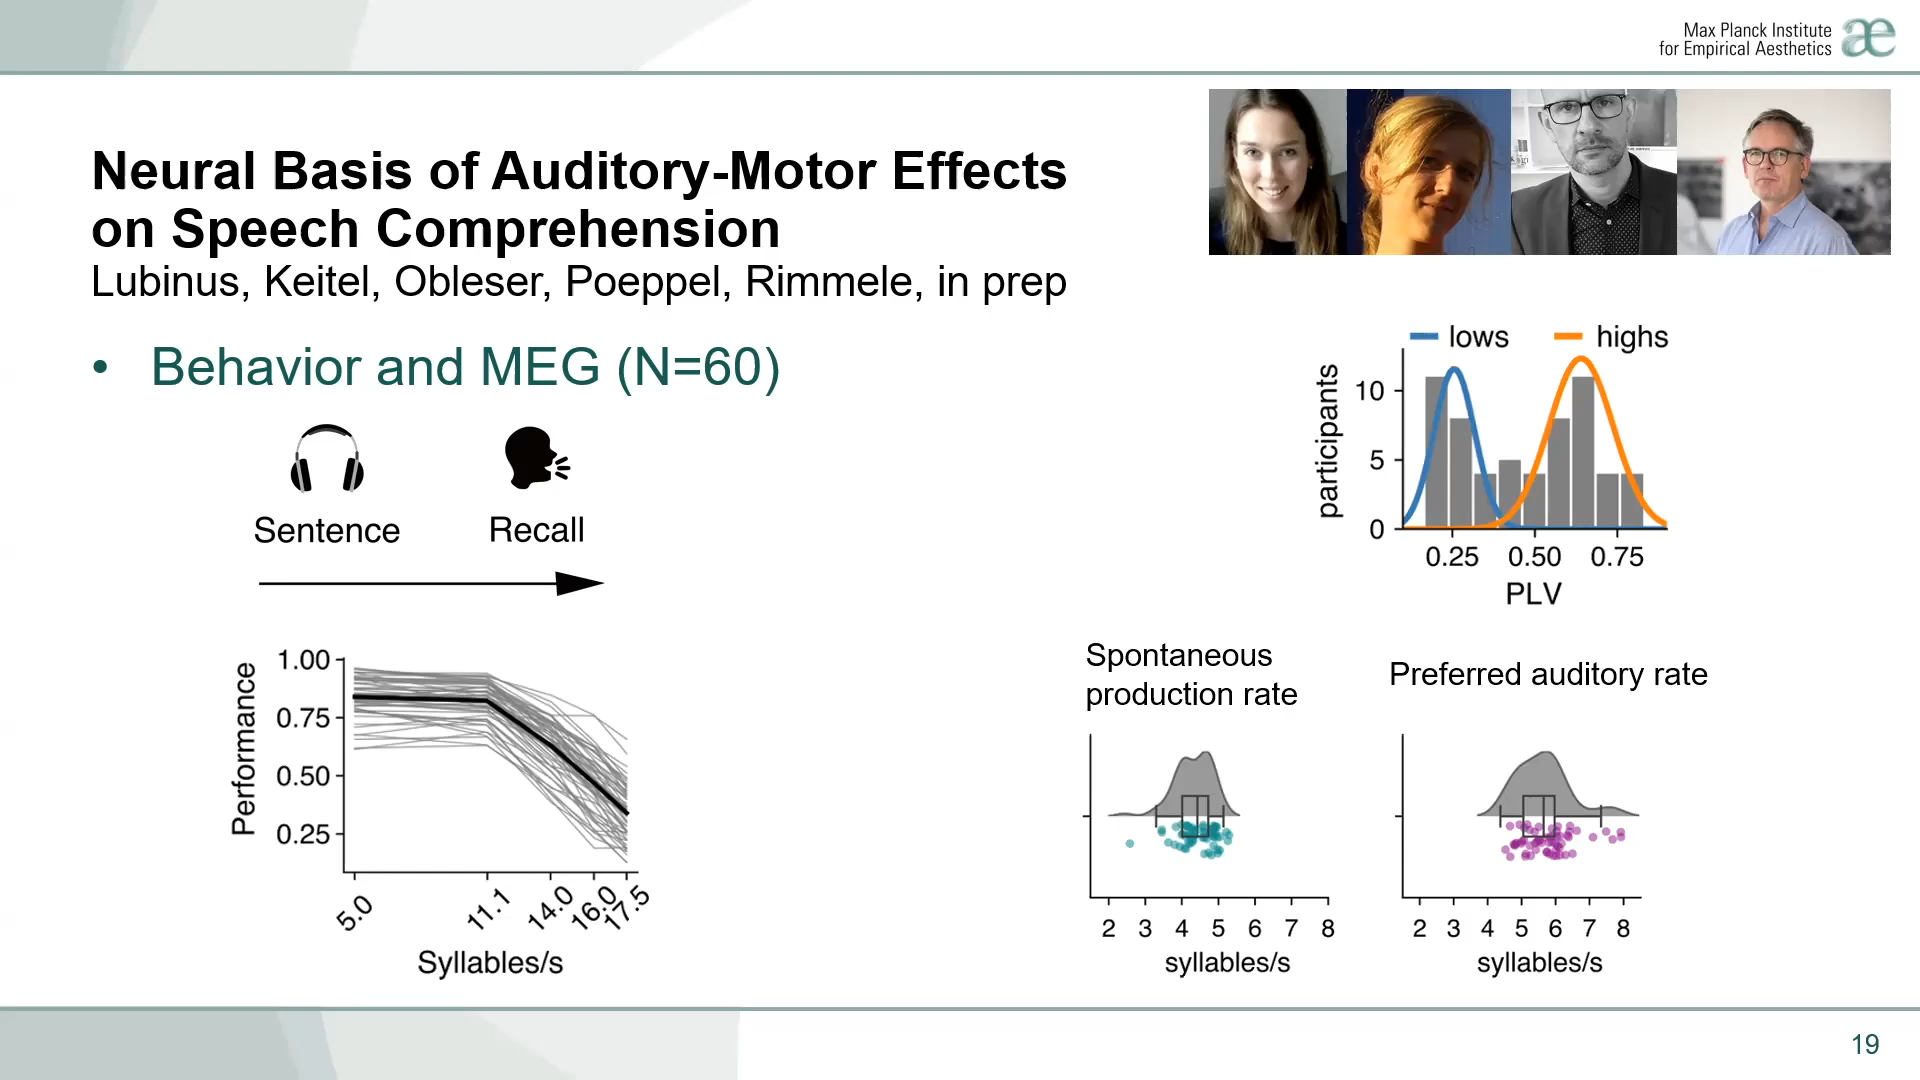 Max Planck Institute
for Empirical Aesthetics
æ
Neural Basis of Auditory-Motor Effects
on Speech Comprehension
Lubinus, Keitel, Obleser, Poeppel, Rimmele, in prep
• Behavior and MEG (N=60)
Sentence Recall
1.00
0.75
0.50
0.25
Performance
5.0 11.1 14.0 16.0 17.5
Syllables/s
lows highs
participants
10
5
0
0.25 0.50 0.75
PLV
Spontaneous
production rate
2 3 4 5 6 7 8
syllables/s
Preferred auditory rate
2 3 4 5 6 7 8
syllables/s
19